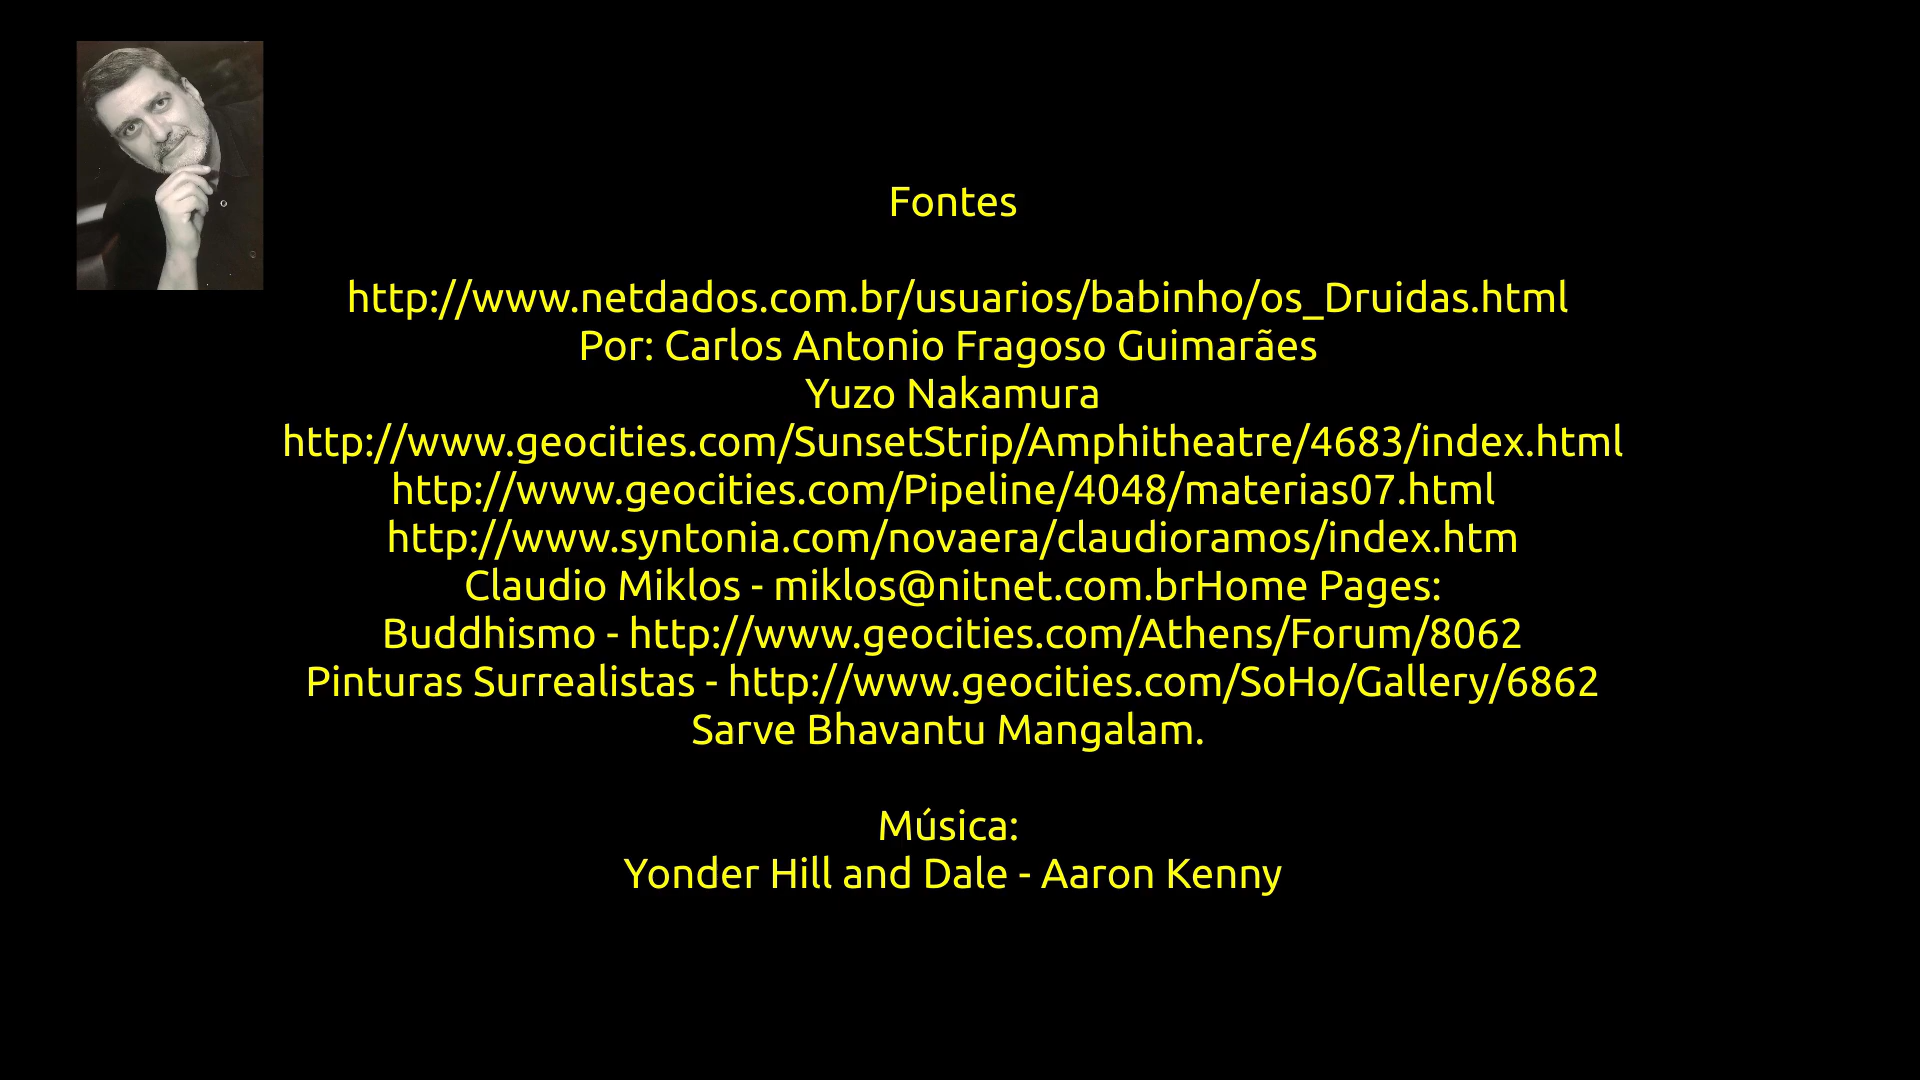 Fontes
http://www.netdados.com.br/usuarios/babinho/os_Druidas.html
Por: Carlos Antonio Fragoso Guimarães
Yuzo Nakamura
http://www.geocities.com/SunsetStrip/Amphitheatre/4683/index.html
http://www.geocities.com/Pipeline/4048/materias07.html
http://www.syntonia.com/novaera/claudioramos/index.htm
Claudio Miklos - miklos@nitnet.com.brHome Pages:
Buddhismo - http://www.geocities.com/Athens/Forum/8062
Pinturas Surrealistas - http://www.geocities.com/SoHo/Gallery/6862
Sarve Bhavantu Mangalam.
Música:
Yonder Hill and Dale - Aaron Kenny